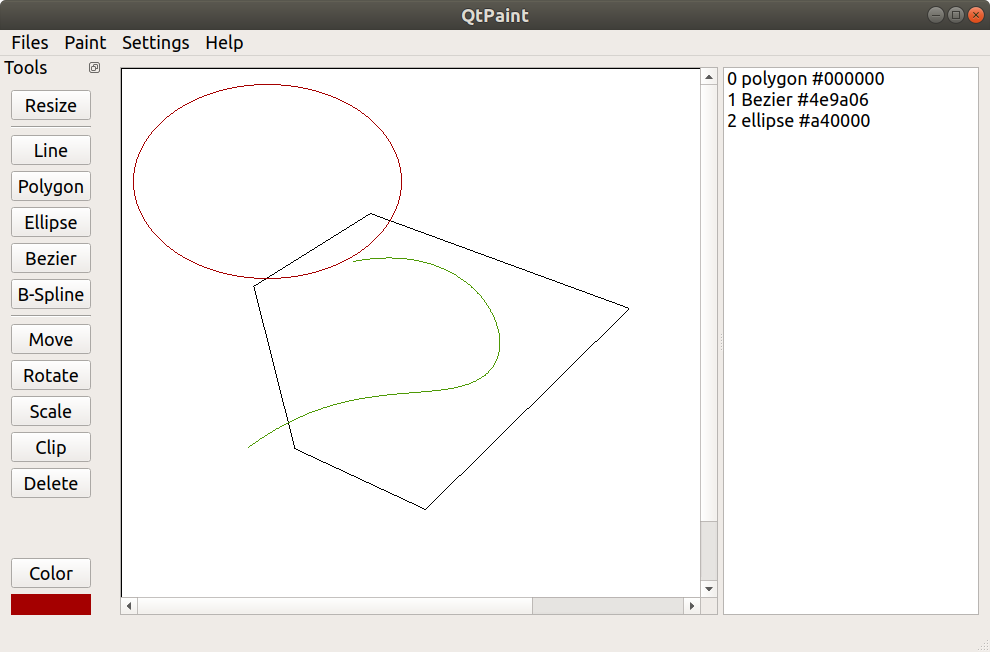 QtPaint
Files Paint Settings Help
Tools
Resize
Line
Polygon
Ellipse
Bezier
B-Spline
Move
Rotate
Scale
Clip
Delete
Color
0 polygon #000000
1 Bezier #4e9a06
2 ellipse #a40000